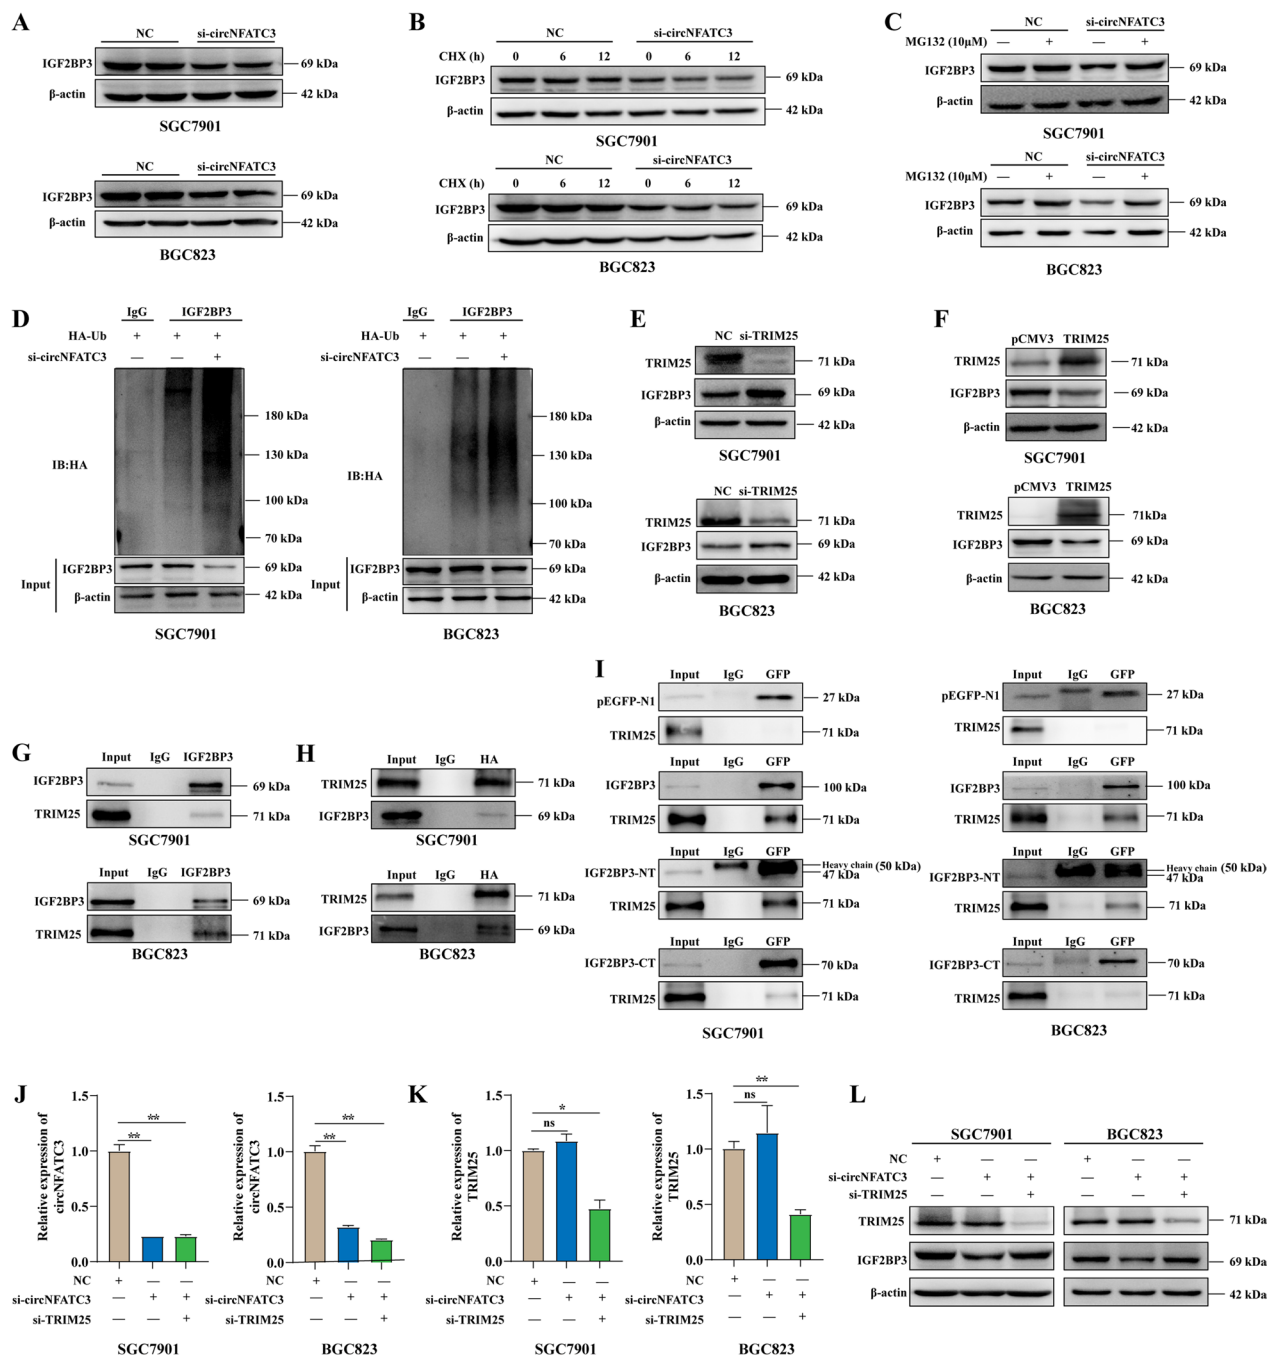 A
NC si-circNFATC3
IGF2BP3 69 kDa
β-actin 42 kDa
SGC7901
NC si-circNFATC3
IGF2BP3 69 kDa
β-actin 42 kDa
BGC823
B
NC si-circNFATC3
CHX (h) 0 6 12 0 6 12
IGF2BP3 69 kDa
β-actin 42 kDa
SGC7901
NC si-circNFATC3
CHX (h) 0 6 12 0 6 12
IGF2BP3 69 kDa
β-actin 42 kDa
BGC823
C
NC si-circNFATC3
MG132 (10μM) — + — +
IGF2BP3 69 kDa
β-actin 42 kDa
SGC7901
NC si-circNFATC3
MG132 (10μM) — + — +
IGF2BP3 69 kDa
β-actin 42 kDa
BGC823
D
IgG IGF2BP3
HA-Ub + + +
si-circNFATC3 — — +
180 kDa
130 kDa
IB:HA
100 kDa
70 kDa
Input
IGF2BP3 69 kDa
β-actin 42 kDa
SGC7901
IgG IGF2BP3
HA-Ub + + +
si-circNFATC3 — — +
180 kDa
130 kDa
IB:HA
100 kDa
70 kDa
Input
IGF2BP3 69 kDa
β-actin 42 kDa
BGC823
E
NC si-TRIM25
TRIM25 71 kDa
IGF2BP3 69 kDa
β-actin 42 kDa
SGC7901
NC si-TRIM25
TRIM25 71 kDa
IGF2BP3 69 kDa
β-actin 42 kDa
BGC823
F
pCMV3 TRIM25
TRIM25 71 kDa
IGF2BP3 69 kDa
β-actin 42 kDa
SGC7901
pCMV3 TRIM25
TRIM25 71kDa
IGF2BP3 69 kDa
β-actin 42 kDa
BGC823
G
Input IgG IGF2BP3
IGF2BP3 69 kDa
TRIM25 71 kDa
SGC7901
Input IgG IGF2BP3
IGF2BP3 69 kDa
TRIM25 71 kDa
BGC823
H
Input IgG HA
TRIM25 71 kDa
IGF2BP3 69 kDa
SGC7901
Input IgG HA
TRIM25 71 kDa
IGF2BP3 69 kDa
BGC823
I
Input IgG GFP
pEGFP-N1 27 kDa
TRIM25 71 kDa
Input IgG GFP
IGF2BP3 100 kDa
TRIM25 71 kDa
Input IgG GFP
Heavy chain (50 kDa)
IGF2BP3-NT 47 kDa
TRIM25 71 kDa
Input IgG GFP
IGF2BP3-CT 70 kDa
TRIM25 71 kDa
SGC7901
Input IgG GFP
pEGFP-N1 27 kDa
TRIM25 71 kDa
Input IgG GFP
IGF2BP3 100 kDa
TRIM25 71 kDa
Input IgG GFP
Heavy chain (50 kDa)
IGF2BP3-NT 47 kDa
TRIM25 71 kDa
Input IgG GFP
IGF2BP3-CT 70 kDa
TRIM25 71 kDa
BGC823
J
Relative expression of
circNFATC3
1.5
1.0
0.5
0.0
**
**
NC + — —
si-circNFATC3 — + +
si-TRIM25 — — +
SGC7901
Relative expression of
circNFATC3
1.5
1.0
0.5
0.0
**
**
NC + — —
si-circNFATC3 — + +
si-TRIM25 — — +
BGC823
K
Relative expression of
TRIM25
1.5
1.0
0.5
0.0
*
ns
NC + — —
si-circNFATC3 — + +
si-TRIM25 — — +
SGC7901
Relative expression of
TRIM25
1.5
1.0
0.5
0.0
**
ns
NC + — —
si-circNFATC3 — + +
si-TRIM25 — — +
BGC823
L
SGC7901 BGC823
NC + — — + — —
si-circNFATC3 — + + — + +
si-TRIM25 — — + — — +
TRIM25 71 kDa
IGF2BP3 69 kDa
β-actin 42 kDa